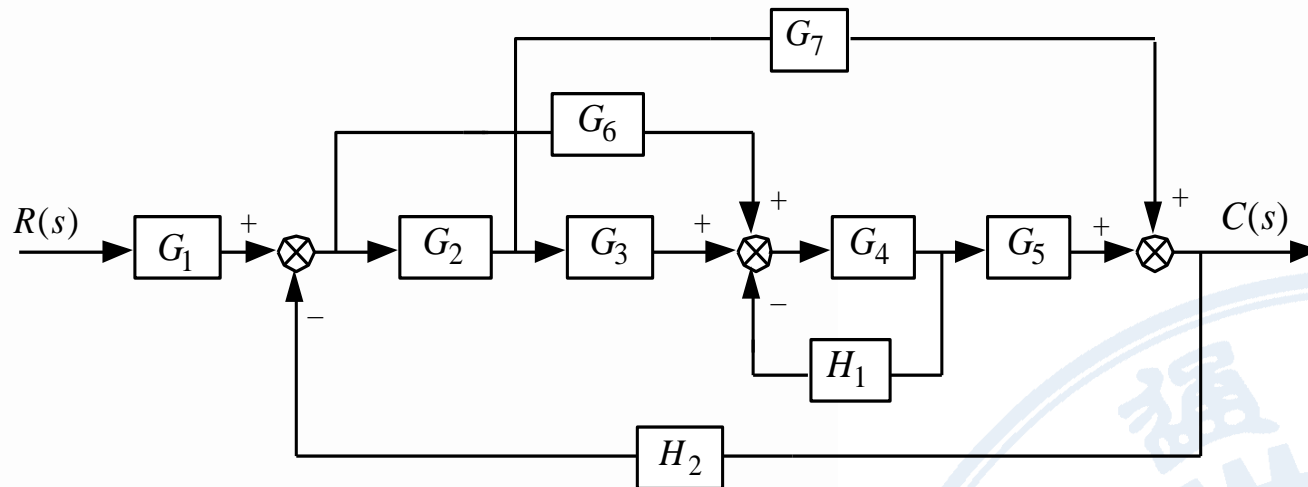 G₇
G₆
+
+
R(s)
G₁
+
G₂
G₃
+
G₄
G₅
+
C(s)
−
−
H₁
H₂